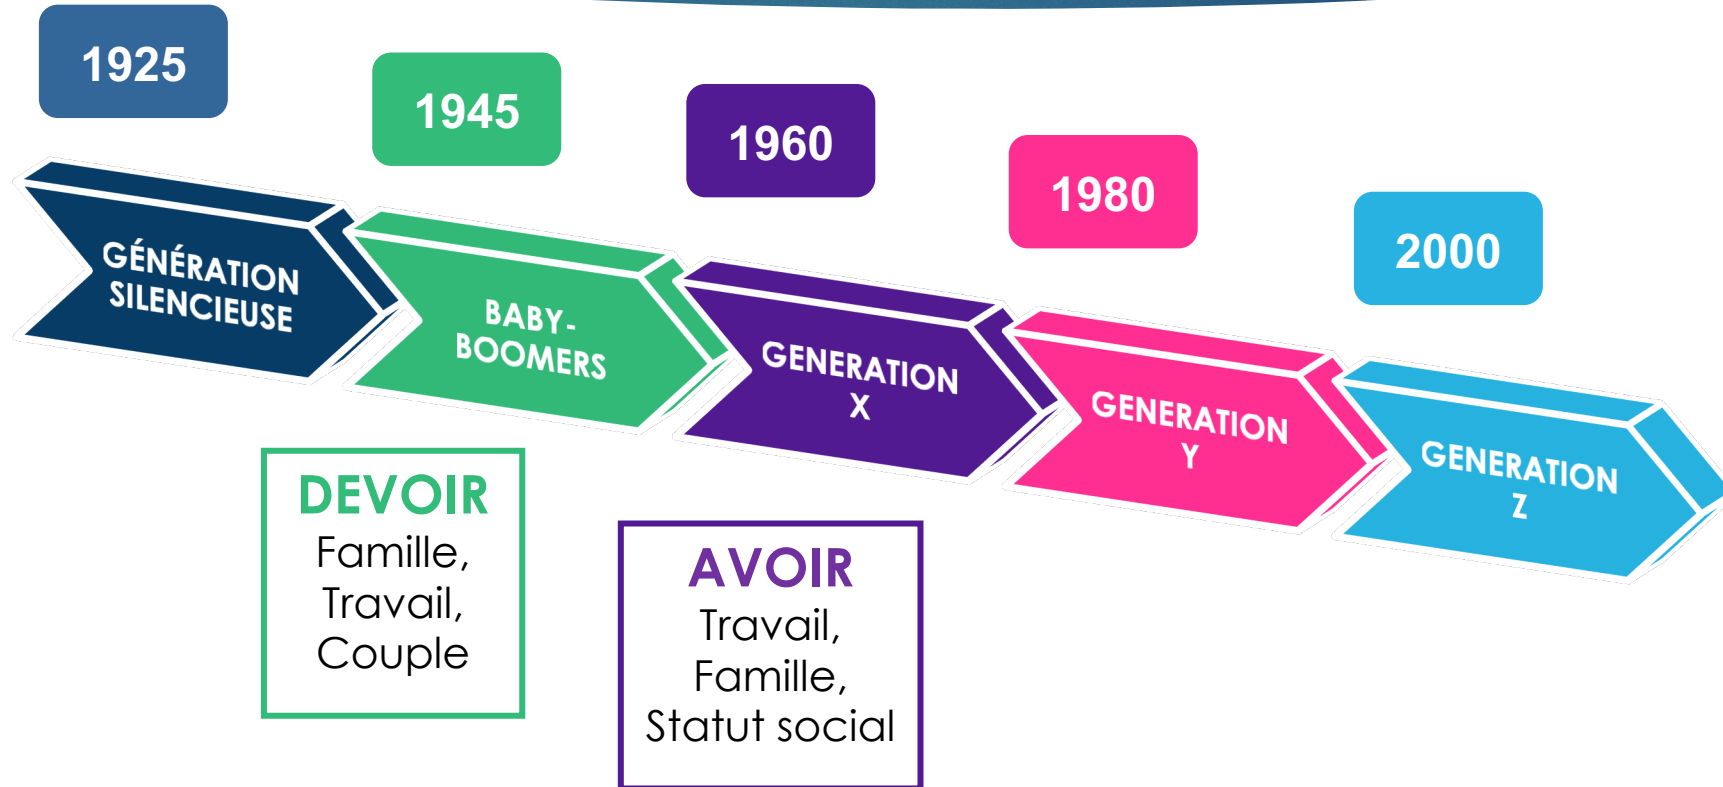 1925
1945
1960
1980
2000
GÉNÉRATION
SILENCIEUSE
BABY-
BOOMERS
GENERATION
X
GENERATION
Y
GENERATION
Z
DEVOIR
Famille,
Travail,
Couple
AVOIR
Travail,
Famille,
Statut social